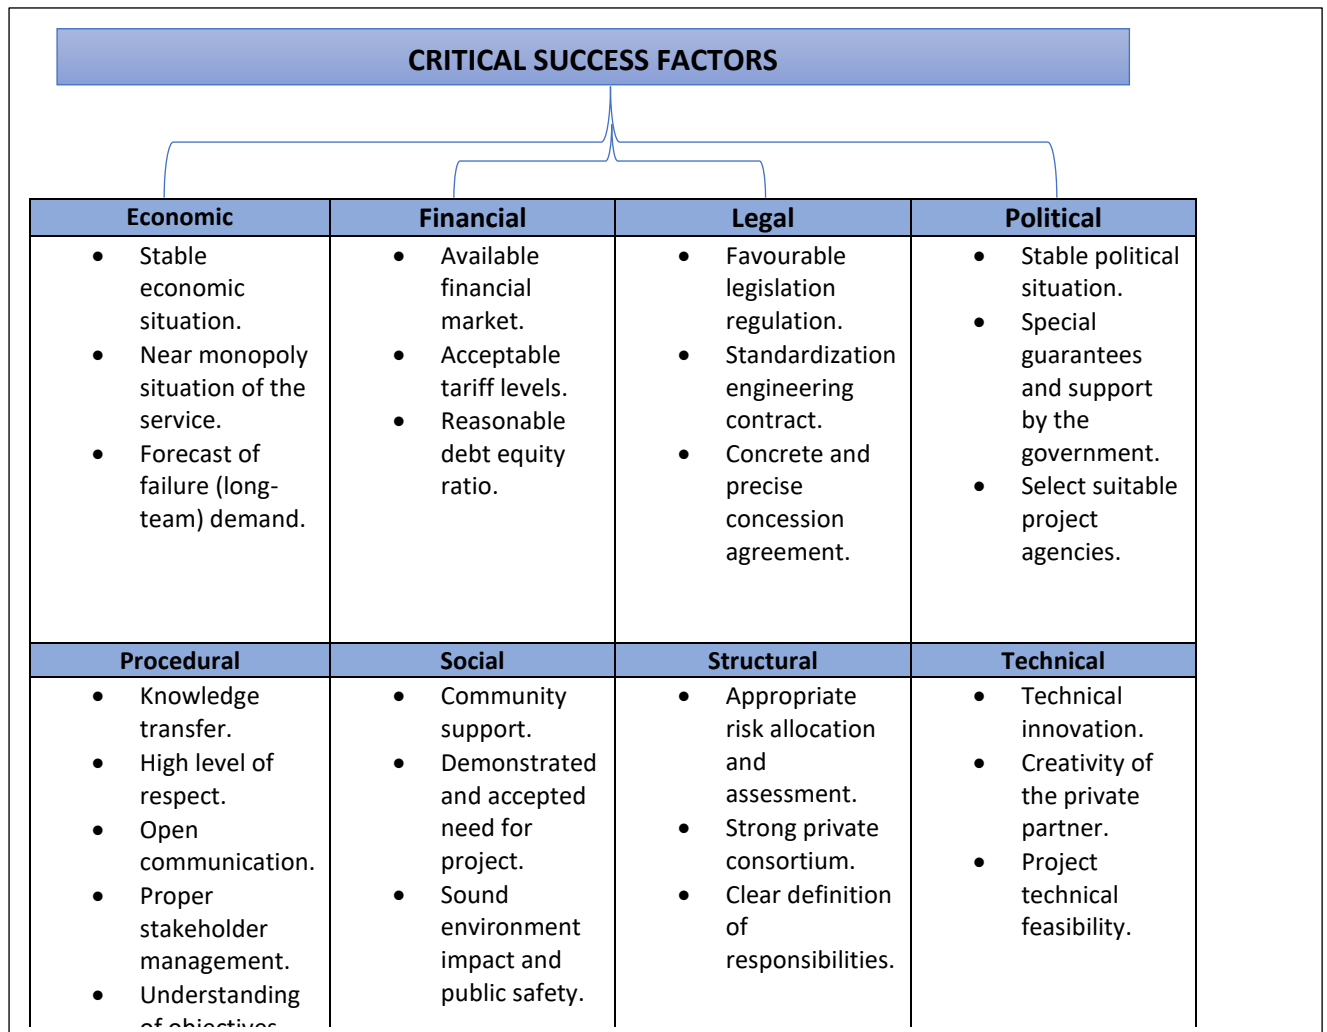 CRITICAL SUCCESS FACTORS
Economic
Financial
Legal
Political
• Stable
economic
situation.
• Near monopoly
situation of the
service.
• Forecast of
failure (long-
team) demand.
• Available
financial
market.
• Acceptable
tariff levels.
• Reasonable
debt equity
ratio.
• Favourable
legislation
regulation.
• Standardization
engineering
contract.
• Concrete and
precise
concession
agreement.
• Stable political
situation.
• Special
guarantees
and support
by the
government.
• Select suitable
project
agencies.
Procedural
Social
Structural
Technical
• Knowledge
transfer.
• High level of
respect.
• Open
communication.
• Proper
stakeholder
management.
• Understanding
of objectives
• Community
support.
• Demonstrated
and accepted
need for
project.
• Sound
environment
impact and
public safety.
• Appropriate
risk allocation
and
assessment.
• Strong private
consortium.
• Clear definition
of
responsibilities.
• Technical
innovation.
• Creativity of
the private
partner.
• Project
technical
feasibility.